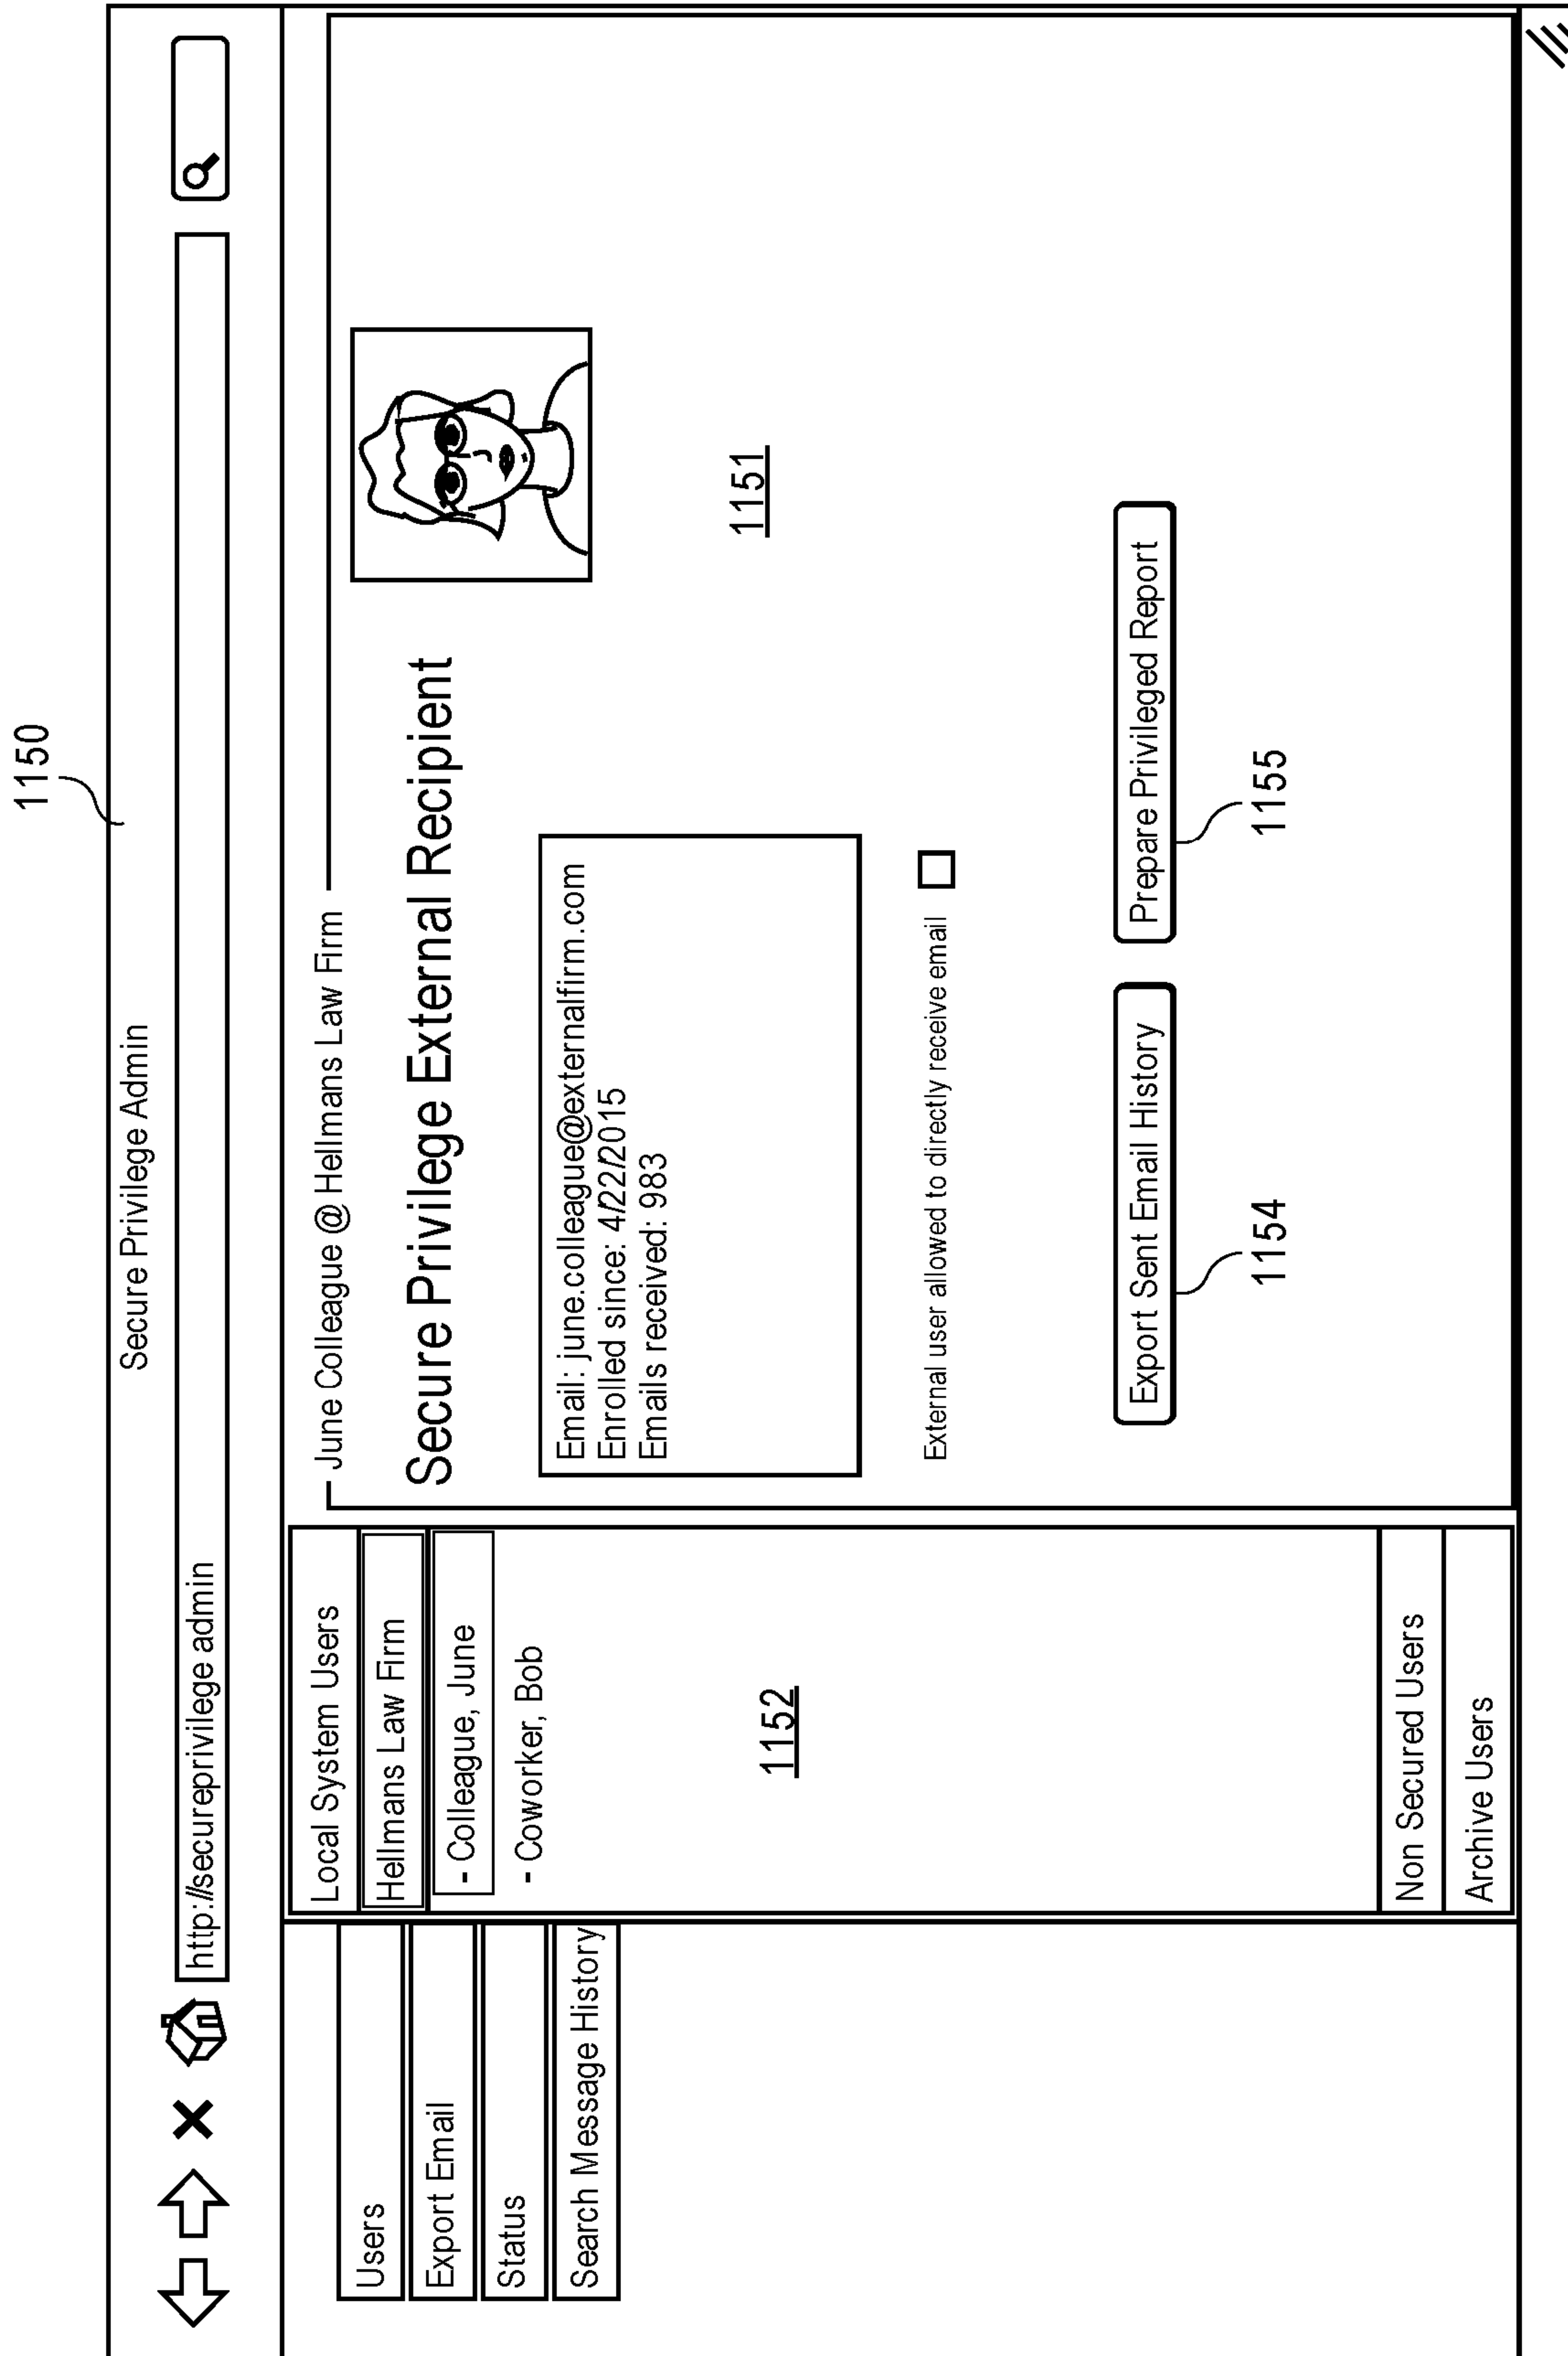 1150
Secure Privilege Admin
http://secureprivilege admin
Users
Export Email
Status
Search Message History
Local System Users
Hellmans Law Firm
- Colleague, June
- Coworker, Bob
1152
Non Secured Users
Archive Users
June Colleague @ Hellmans Law Firm
Secure Privilege External Recipient
Email: june.colleague@externalfirm.com
Enrolled since: 4/22/2015
Emails received: 983
1151
External user allowed to directly receive email
Export Sent Email History
Prepare Privileged Report
1154
1155